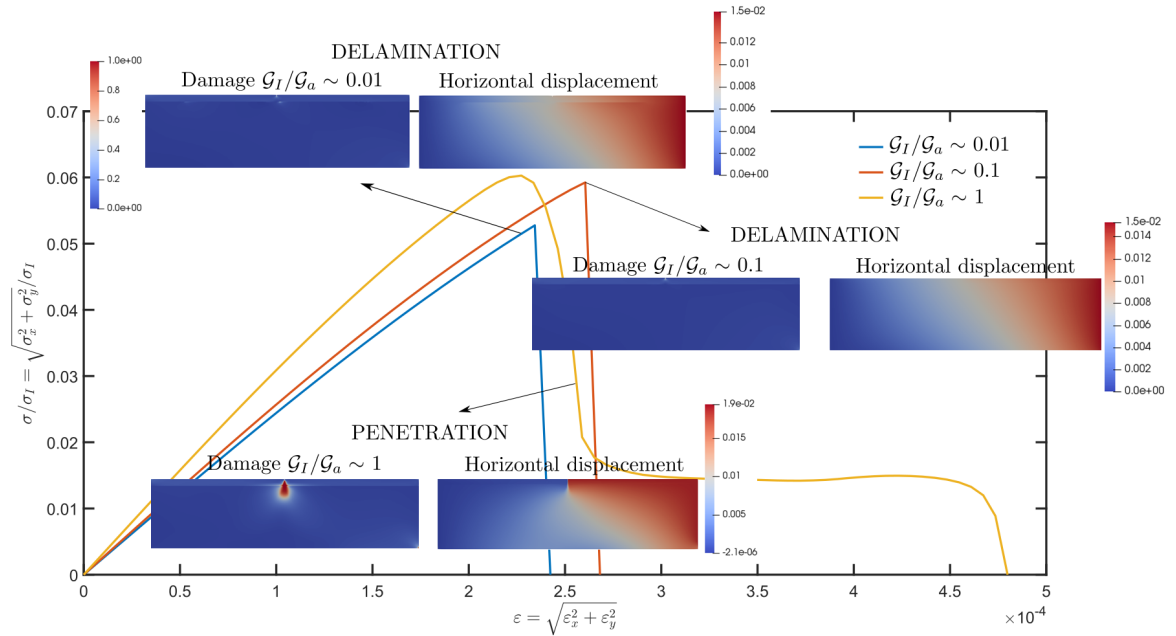 DELAMINATION
Damage 𝒢_I/𝒢_a ∼ 0.01
Horizontal displacement
1.0e+00
0.8
0.6
0.4
0.2
0.0e+00
1.5e-02
0.012
0.010
0.008
0.006
0.004
0.002
0.0e+00
𝒢_I/𝒢_a ∼ 0.01
𝒢_I/𝒢_a ∼ 0.1
𝒢_I/𝒢_a ∼ 1
DELAMINATION
Damage 𝒢_I/𝒢_a ∼ 0.1
Horizontal displacement
1.5e-02
0.014
0.012
0.010
0.008
0.006
0.004
0.002
0.0e+00
PENETRATION
Damage 𝒢_I/𝒢_a ∼ 1
Horizontal displacement
1.9e-02
0.015
0.01
0.005
-2.1e-06
0.07
0.06
0.05
0.04
0.03
0.02
0.01
0
σ/σ_I = √(σ_x^2 + σ_y^2)/σ_I
0 0.5 1 1.5 2 2.5 3 3.5 4 4.5 5
×10^-4
ε = √(ε_x^2 + ε_y^2)